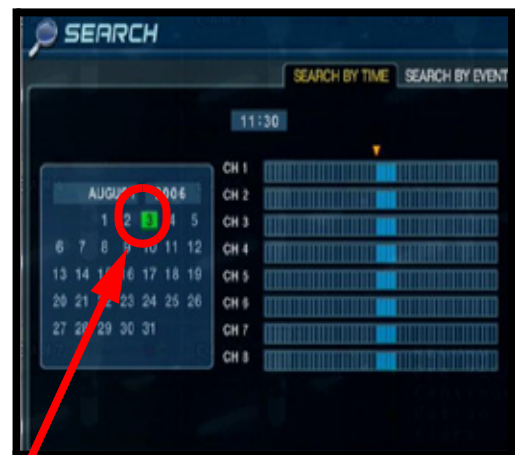 SEARCH
SEARCH BY TIME SEARCH BY EVENT
11:30
AUGUST 2006
1 2 3 4 5
6 7 8 9 10 11 12
13 14 15 16 17 18 19
20 21 22 23 24 25 26
27 28 29 30 31
CH 1
CH 2
CH 3
CH 4
CH 5
CH 6
CH 7
CH 8